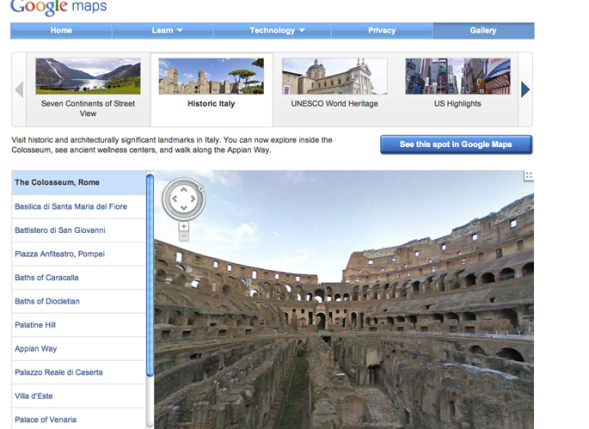 Google maps
Home
Learn
Technology
Privacy
Gallery
Seven Continents of Street
View
Historic Italy
UNESCO World Heritage
US Highlights
Visit historic and architecturally significant landmarks in Italy. You can now explore inside the
Colosseum, see ancient wellness centers, and walk along the Appian Way.
See this spot in Google Maps
The Colosseum, Rome
Basilica di Santa Maria del Fiore
Battistero di San Giovanni
Piazza Anfiteatro, Pompei
Baths of Caracalla
Baths of Diocletian
Palatine Hill
Appian Way
Palazzo Reale di Caserta
Villa d'Este
Palace of Venaria